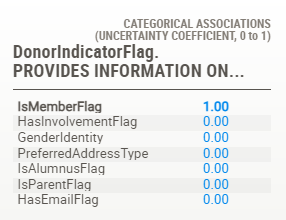 CATEGORICAL ASSOCIATIONS
(UNCERTAINTY COEFFICIENT, 0 to 1)
DonorIndicatorFlag.
PROVIDES INFORMATION ON...
IsMemberFlag 1.00
HasInvolvementFlag 0.00
GenderIdentity 0.00
PreferredAddressType 0.00
IsAlumnusFlag 0.00
IsParentFlag 0.00
HasEmailFlag 0.00